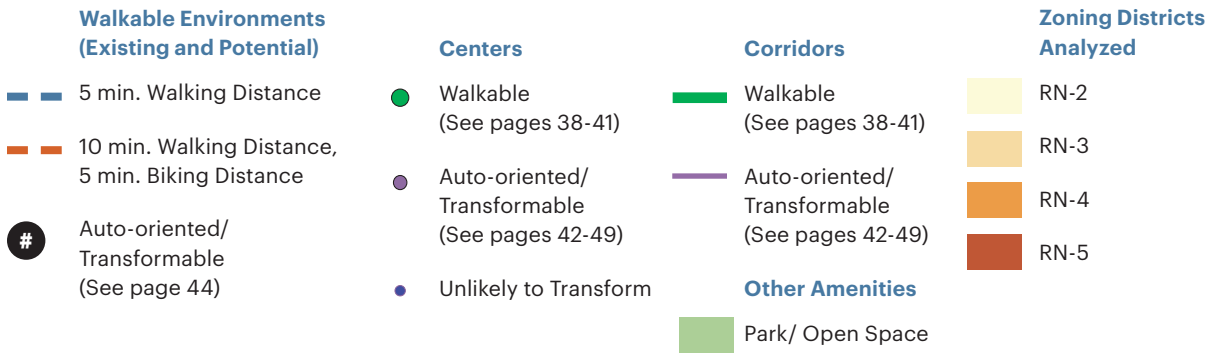 Walkable Environments
(Existing and Potential)
5 min. Walking Distance
10 min. Walking Distance,
5 min. Biking Distance
#
Auto-oriented/
Transformable
(See page 44)
Centers
Walkable
(See pages 38-41)
Auto-oriented/
Transformable
(See pages 42-49)
Unlikely to Transform
Corridors
Walkable
(See pages 38-41)
Auto-oriented/
Transformable
(See pages 42-49)
Other Amenities
Park/ Open Space
Zoning Districts
Analyzed
RN-2
RN-3
RN-4
RN-5